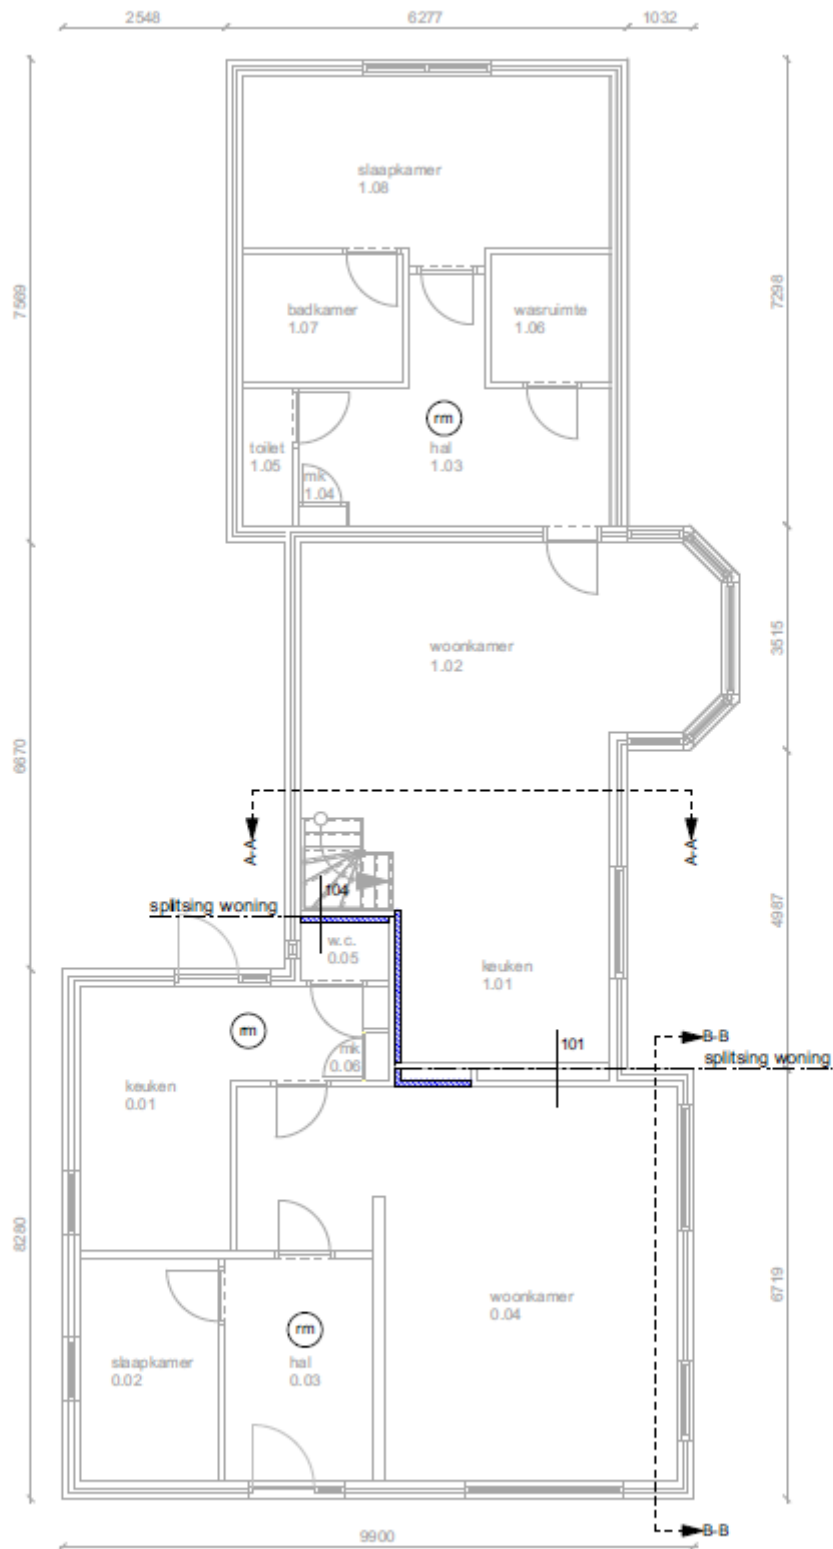 2548
6277
1032
slaapkamer
1.08
7569
7298
badkamer
1.07
wasruimte
1.06
rm
toilet
1.05
hal
1.03
mk
1.04
woonkamer
1.02
3515
6670
A-A
A-A
104
splitsing woning
4987
w.c.
0.05
keuken
1.01
rm
101
B-B
mk
0.06
splitsing woning
keuken
0.01
8280
6719
woonkamer
0.04
rm
slaapkamer
0.02
hal
0.03
B-B
9900